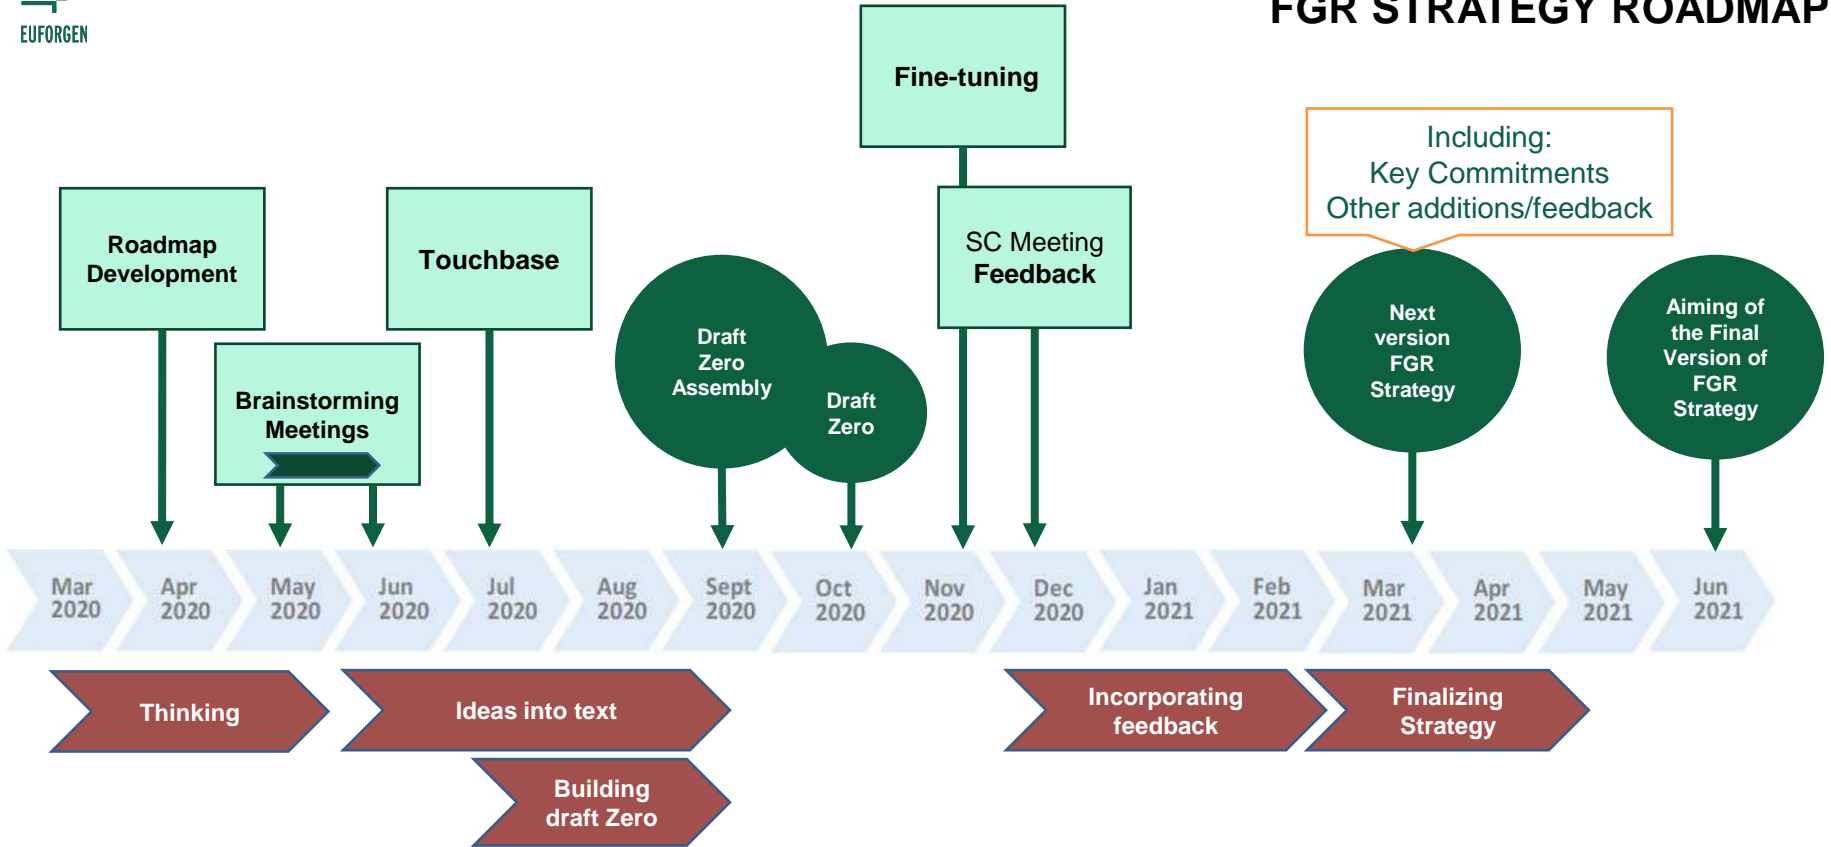 EUFORGEN
FGR STRATEGY ROADMAP
Fine-tuning
Including:
Key Commitments
Other additions/feedback
Roadmap
Development
Touchbase
SC Meeting
Feedback
Brainstorming
Meetings
Draft
Zero
Assembly
Draft
Zero
Next
version
FGR
Strategy
Aiming of
the Final
Version of
FGR
Strategy
Mar
2020
Apr
2020
May
2020
Jun
2020
Jul
2020
Aug
2020
Sept
2020
Oct
2020
Nov
2020
Dec
2020
Jan
2021
Feb
2021
Mar
2021
Apr
2021
May
2021
Jun
2021
Thinking
Ideas into text
Incorporating
feedback
Finalizing
Strategy
Building
draft Zero